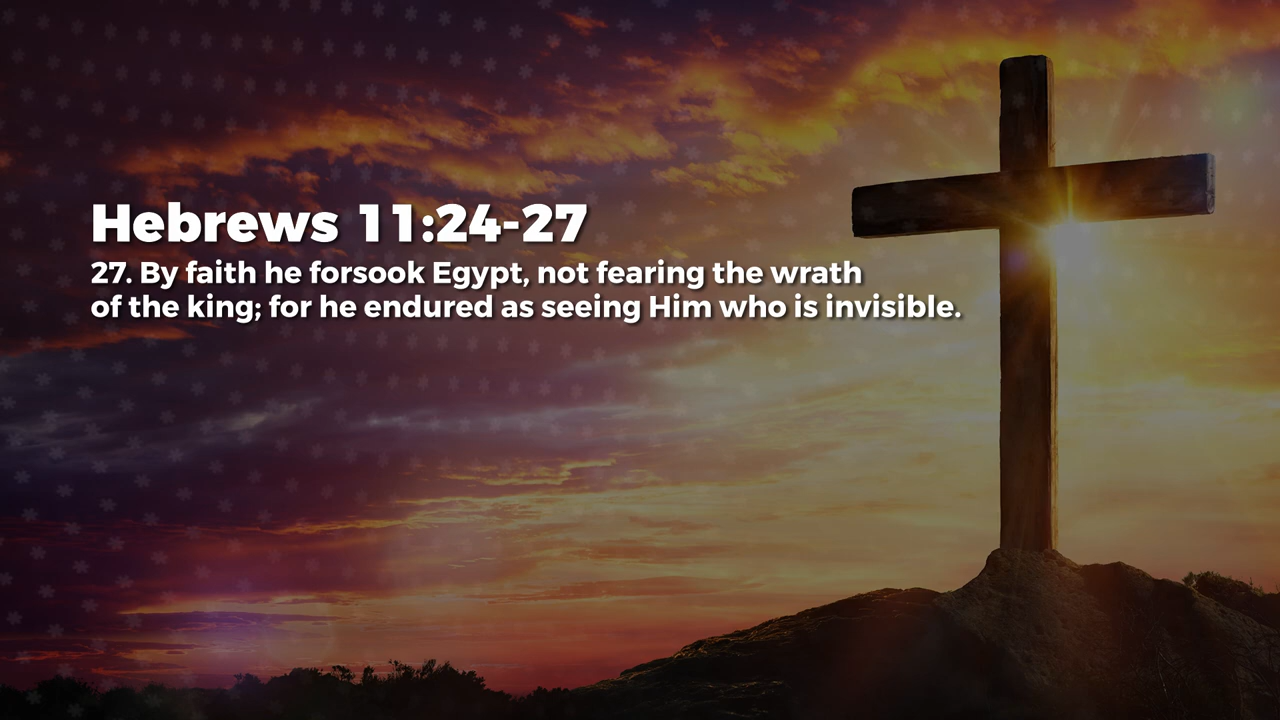 Hebrews 11:24-27
27. By faith he forsook Egypt, not fearing the wrath
of the king; for he endured as seeing Him who is invisible.